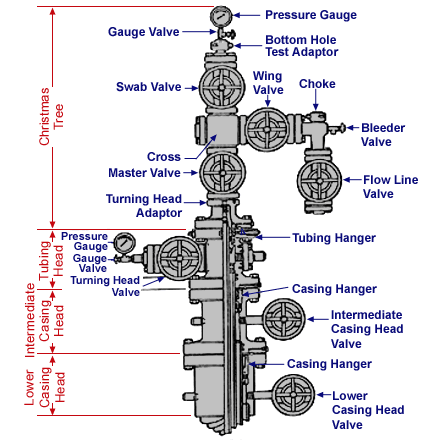 Pressure Gauge
Gauge Valve
Bottom Hole
Test Adaptor
Swab Valve
Wing
Valve
Choke
Bleeder
Valve
Cross
Master Valve
Flow Line
Valve
Turning Head
Adaptor
Christmas
Tree
Pressure
Gauge
Gauge
Valve
Turning Head
Valve
Tubing Hanger
Tubing
Head
Casing Hanger
Intermediate
Casing Head
Valve
Intermediate
Casing
Head
Casing Hanger
Lower
Casing Head
Valve
Lower
Casing
Head